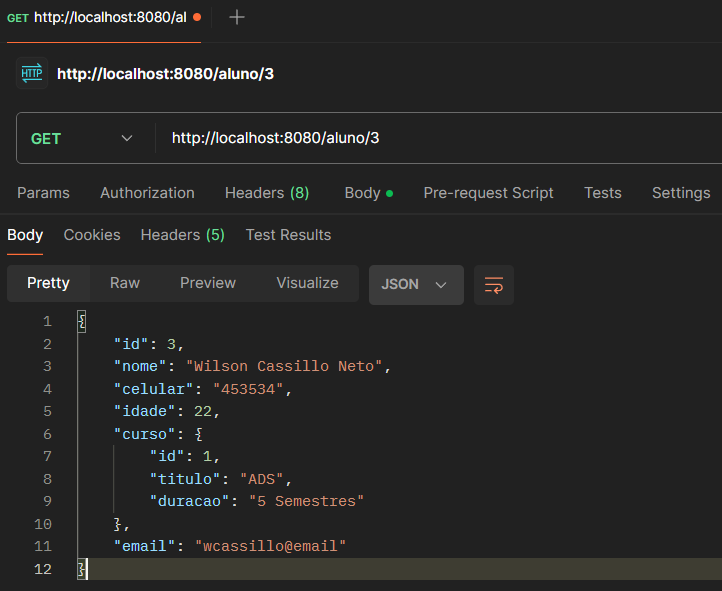 GET http://localhost:8080/al
HTTP http://localhost:8080/aluno/3
GET http://localhost:8080/aluno/3
Params Authorization Headers (8) Body Pre-request Script Tests Settings
Body Cookies Headers (5) Test Results
Pretty Raw Preview Visualize JSON
1 {
2 "id": 3,
3 "nome": "Wilson Cassillo Neto",
4 "celular": "453534",
5 "idade": 22,
6 "curso": {
7 "id": 1,
8 "titulo": "ADS",
9 "duracao": "5 Semestres"
10 },
11 "email": "wcassillo@email"
12 }